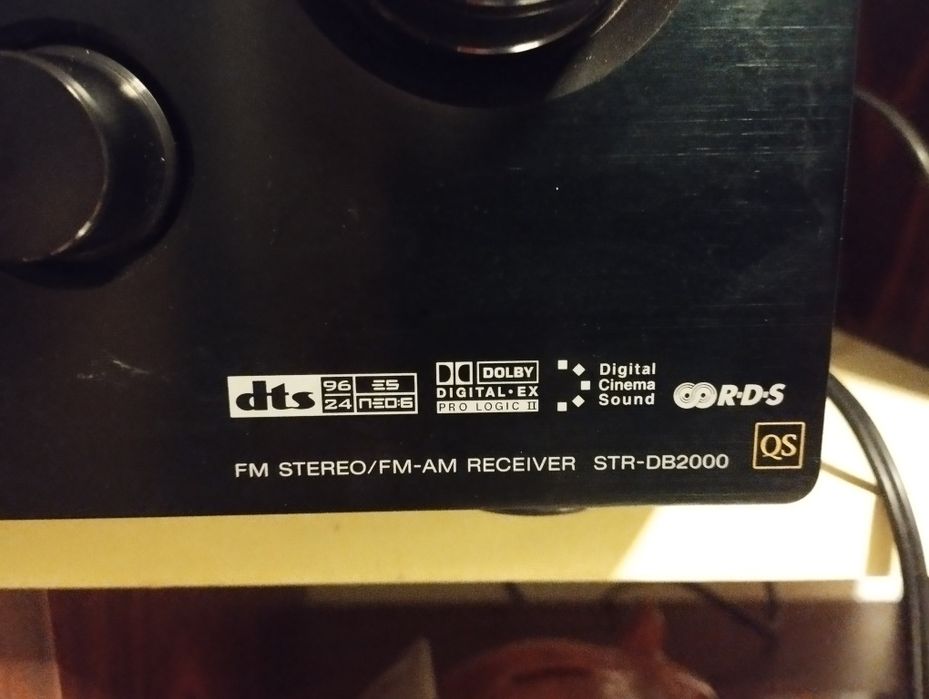 dts 96 24 ES NEO:6
DOLBY
DIGITAL·EX
PRO LOGIC II
Digital
Cinema
Sound
R·D·S
QS
FM STEREO/FM-AM RECEIVER STR-DB2000